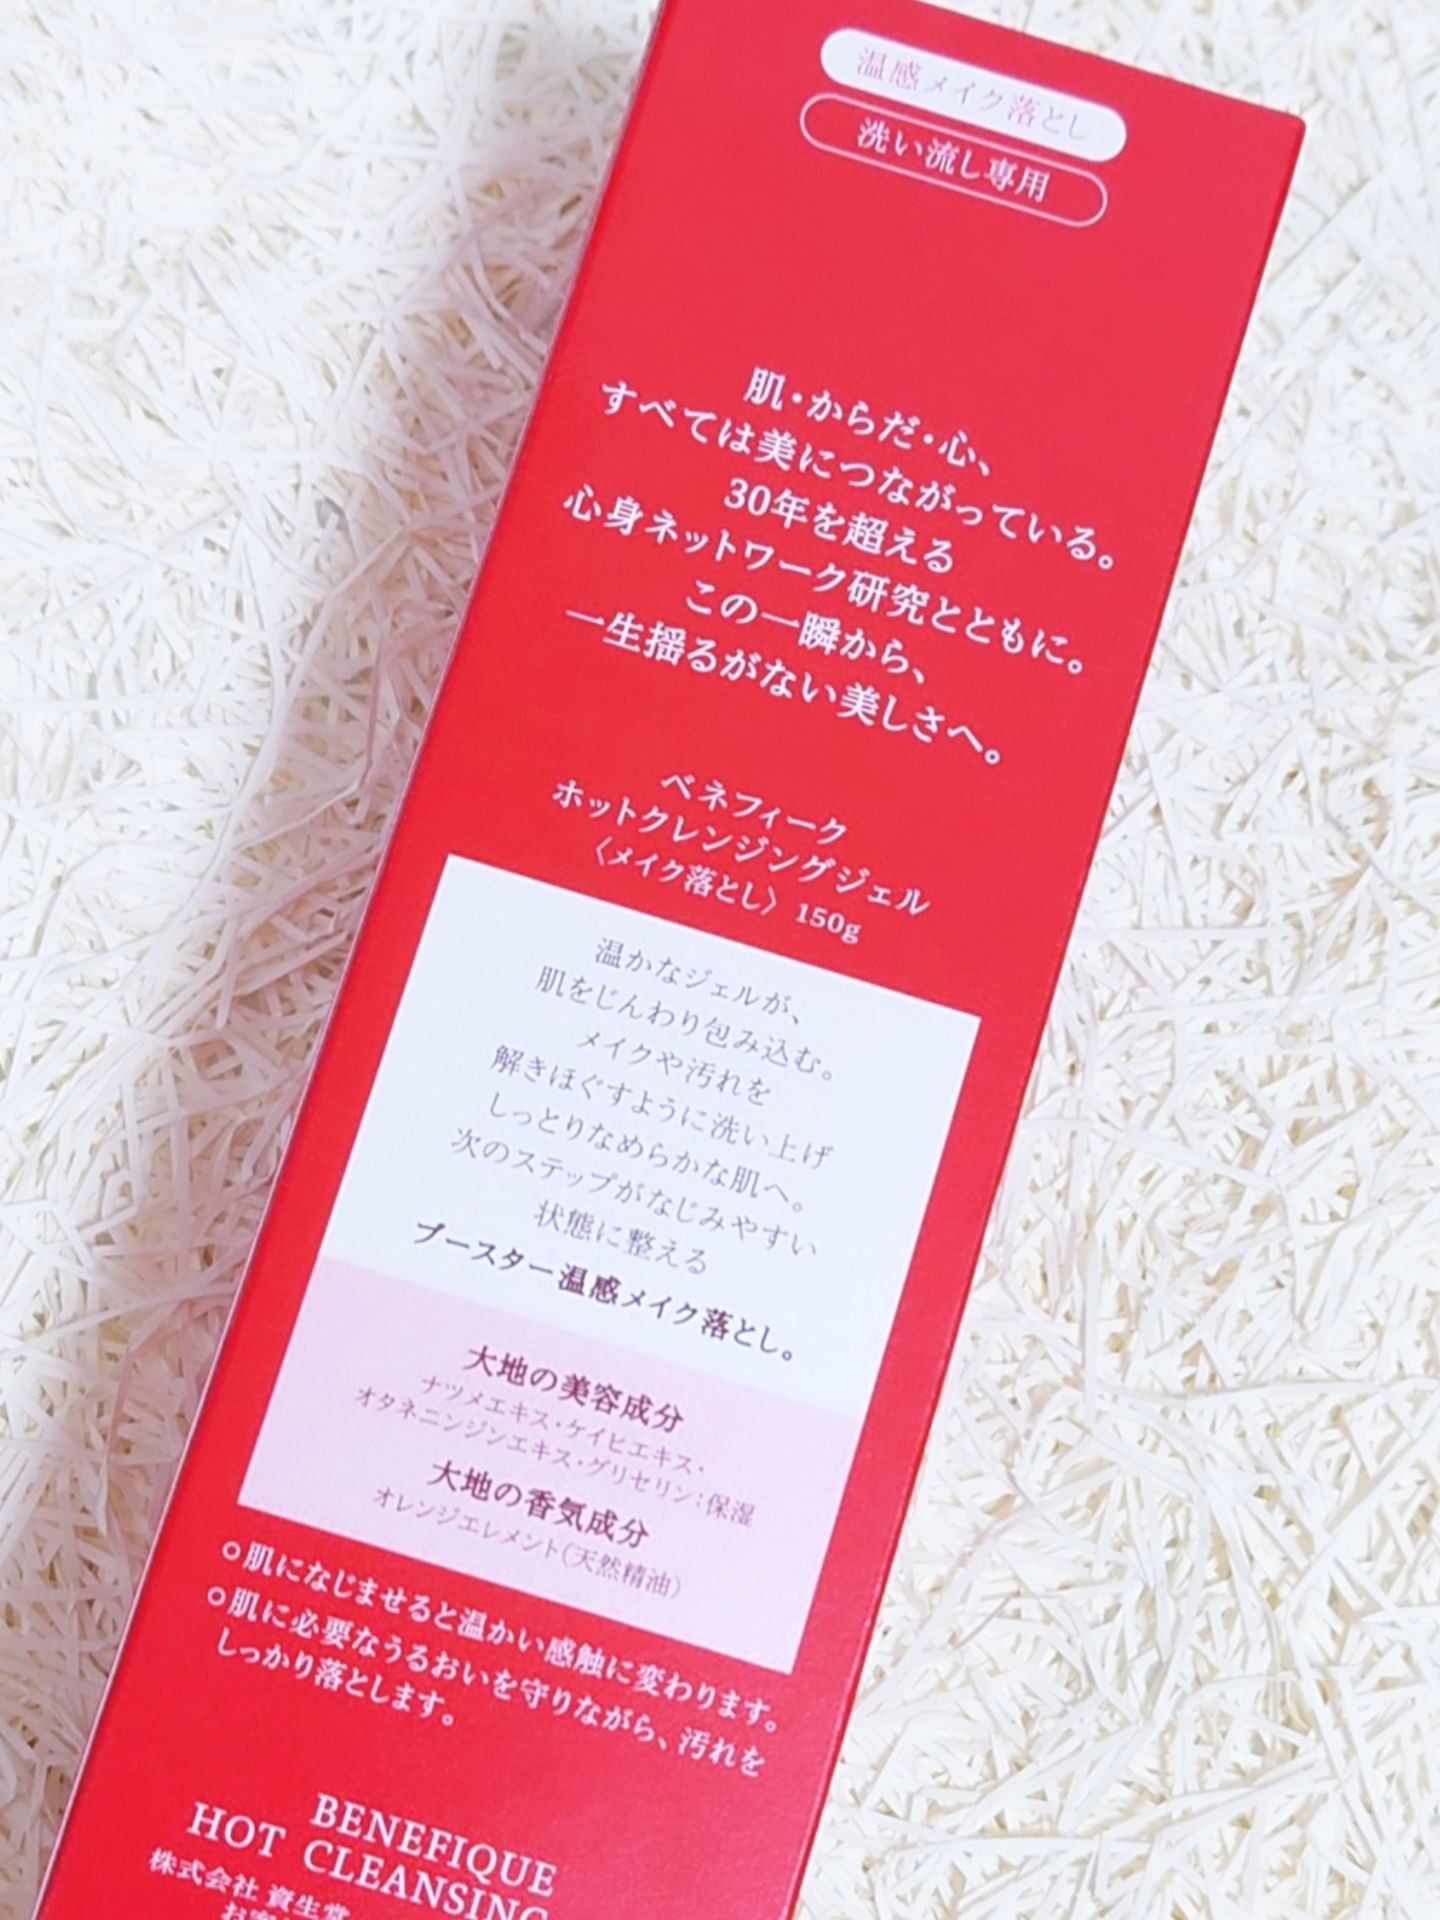 温感メイク落とし
洗い流し専用
肌・からだ・心、
すべては美につながっている。
30年を超える
心身ネットワーク研究とともに。
この一瞬から、
一生揺るがない美しさへ。
ベネフィーク
ホットクレンジングジェル
〈メイク落とし〉 150g
温かなジェルが、
肌をじんわり包み込む。
メイクや汚れを
解きほぐすように洗い上げ
しっとりなめらかな肌へ。
次のステップがなじみやすい
状態に整える
ブースター温感メイク落とし。
大地の美容成分
ナツメエキス・ケイヒエキス・
オタネニンジンエキス・グリセリン:保湿
大地の香気成分
オレンジエレメント(天然精油)
○肌になじませると温かい感触に変わります。
○肌に必要なうるおいを守りながら、汚れを
しっかり落とします。
BENEFIQUE
HOT CLEANSING
株式会社 資生堂